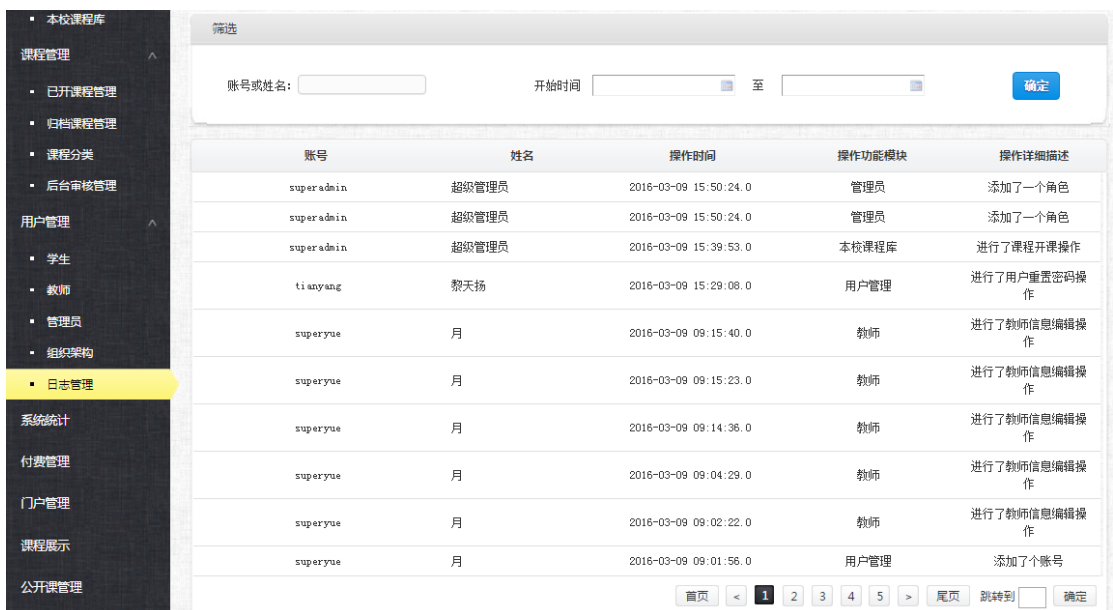 本校课程库
课程管理
已开课程管理
归档课程管理
课程分类
后台审核管理
用户管理
学生
教师
管理员
组织架构
日志管理
系统统计
付费管理
门户管理
课程展示
公开课管理
筛选
账号或姓名: 开始时间 至 确定
账号 姓名 操作时间 操作功能模块 操作详细描述
superadmin 超级管理员 2016-03-09 15:50:24.0 管理员 添加了一个角色
superadmin 超级管理员 2016-03-09 15:50:24.0 管理员 添加了一个角色
superadmin 超级管理员 2016-03-09 15:39:53.0 本校课程库 进行了课程开课操作
tianyang 黎天扬 2016-03-09 15:29:08.0 用户管理 进行了用户重置密码操
作
superyue 月 2016-03-09 09:15:40.0 教师 进行了教师信息编辑操
作
superyue 月 2016-03-09 09:15:23.0 教师 进行了教师信息编辑操
作
superyue 月 2016-03-09 09:14:36.0 教师 进行了教师信息编辑操
作
superyue 月 2016-03-09 09:04:29.0 教师 进行了教师信息编辑操
作
superyue 月 2016-03-09 09:02:22.0 教师 进行了教师信息编辑操
作
superyue 月 2016-03-09 09:01:56.0 用户管理 添加了个账号
首页 < 1 2 3 4 5 > 尾页 跳转到 确定